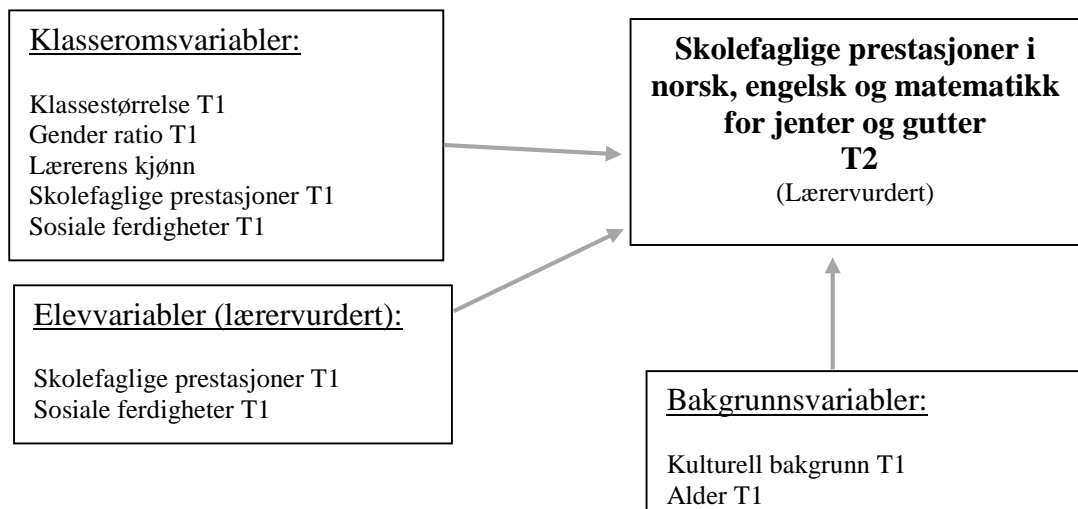 Klasseromsvariabler:
Klassestørrelse T1
Gender ratio T1
Lærerens kjønn
Skolefaglige prestasjoner T1
Sosiale ferdigheter T1
Skolefaglige prestasjoner i
norsk, engelsk og matematikk
for jenter og gutter
T2
(Lærervurdert)
Elevvariabler (lærervurdert):
Skolefaglige prestasjoner T1
Sosiale ferdigheter T1
Bakgrunnsvariabler:
Kulturell bakgrunn T1
Alder T1